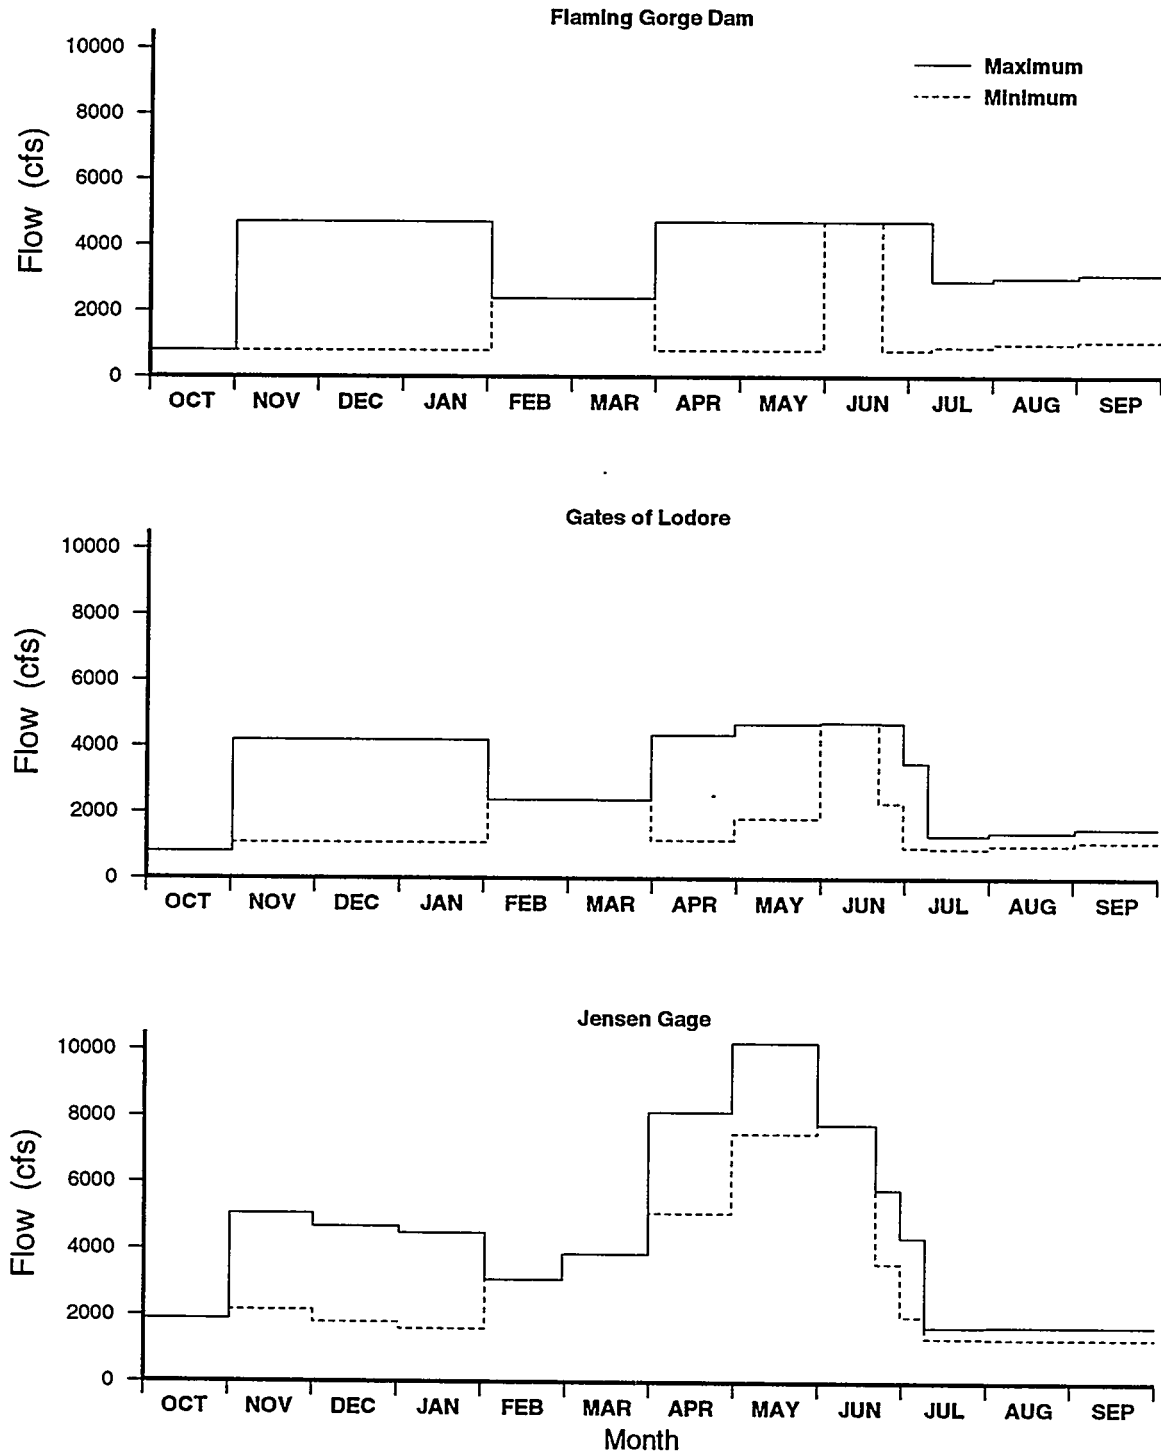 Flaming Gorge Dam
Maximum
Minimum
Flow (cfs)
10000
8000
6000
4000
2000
0
OCT NOV DEC JAN FEB MAR APR MAY JUN JUL AUG SEP
Gates of Lodore
Flow (cfs)
10000
8000
6000
4000
2000
0
OCT NOV DEC JAN FEB MAR APR MAY JUN JUL AUG SEP
Jensen Gage
Flow (cfs)
10000
8000
6000
4000
2000
0
OCT NOV DEC JAN FEB MAR APR MAY JUN JUL AUG SEP
Month